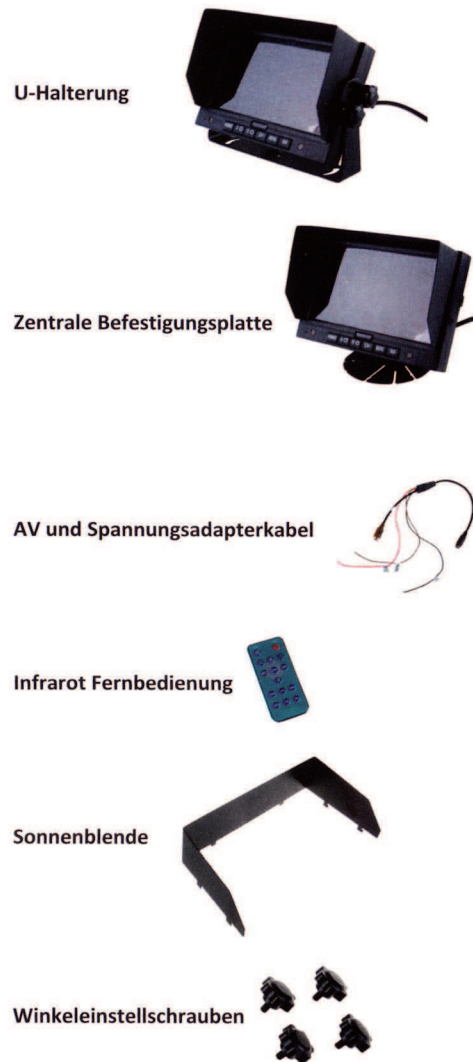 U-Halterung
Zentrale Befestigungsplatte
AV und Spannungsadapterkabel
Infrarot Fernbedienung
Sonnenblende
Winkeleinstellschrauben